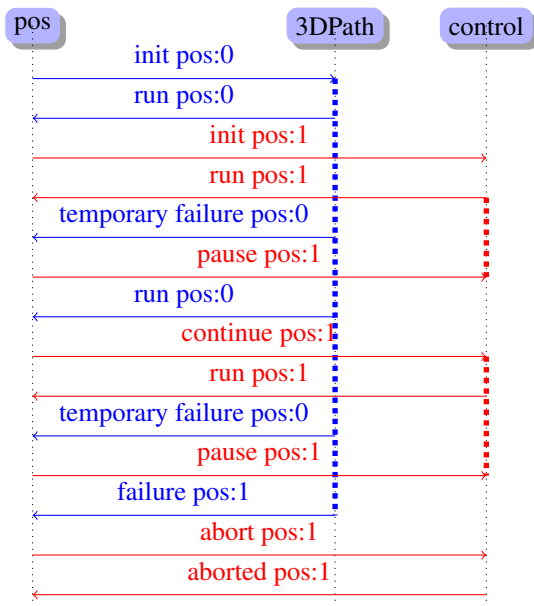 pos 3DPath control
init pos:0
run pos:0
init pos:1
run pos:1
temporary failure pos:0
pause pos:1
run pos:0
continue pos:1
run pos:1
temporary failure pos:0
pause pos:1
failure pos:1
abort pos:1
aborted pos:1